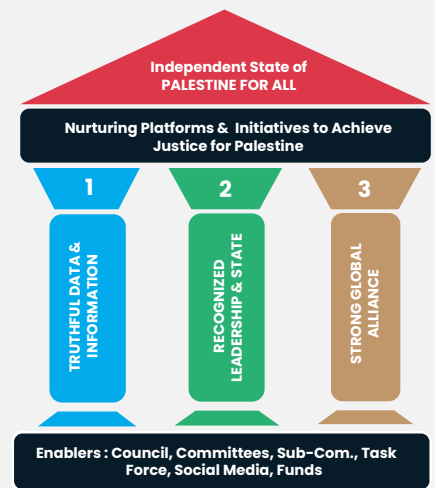 Independent State of
PALESTINE FOR ALL
Nurturing Platforms & Initiatives to Achieve
Justice for Palestine
1
2
3
TRUTHFUL DATA &
INFORMATION
RECOGNIZED
LEADERSHIP & STATE
STRONG GLOBAL
ALLIANCE
Enablers : Council, Committees, Sub-Com., Task
Force, Social Media, Funds